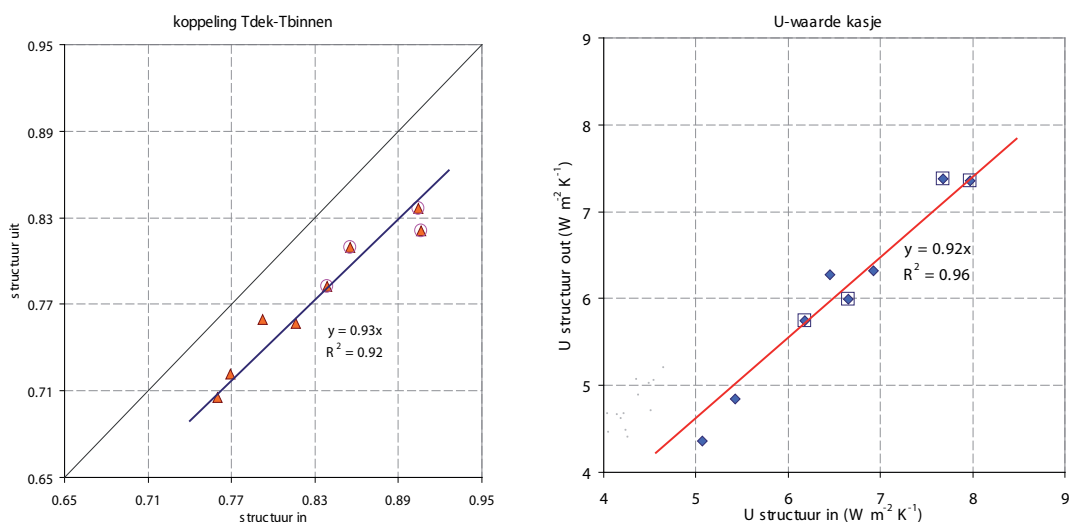 koppeling Tdek-Tbinnen
0.95
0.89
0.83
0.77
0.71
0.65
structuur uit
y = 0.93x
R² = 0.92
0.65 0.71 0.77 0.83 0.89 0.95
structuur in
U-waarde kasje
9
8
7
6
5
4
U structuur out (W m⁻² K⁻¹)
y = 0.92x
R² = 0.96
4 5 6 7 8 9
U structuur in (W m⁻² K⁻¹)